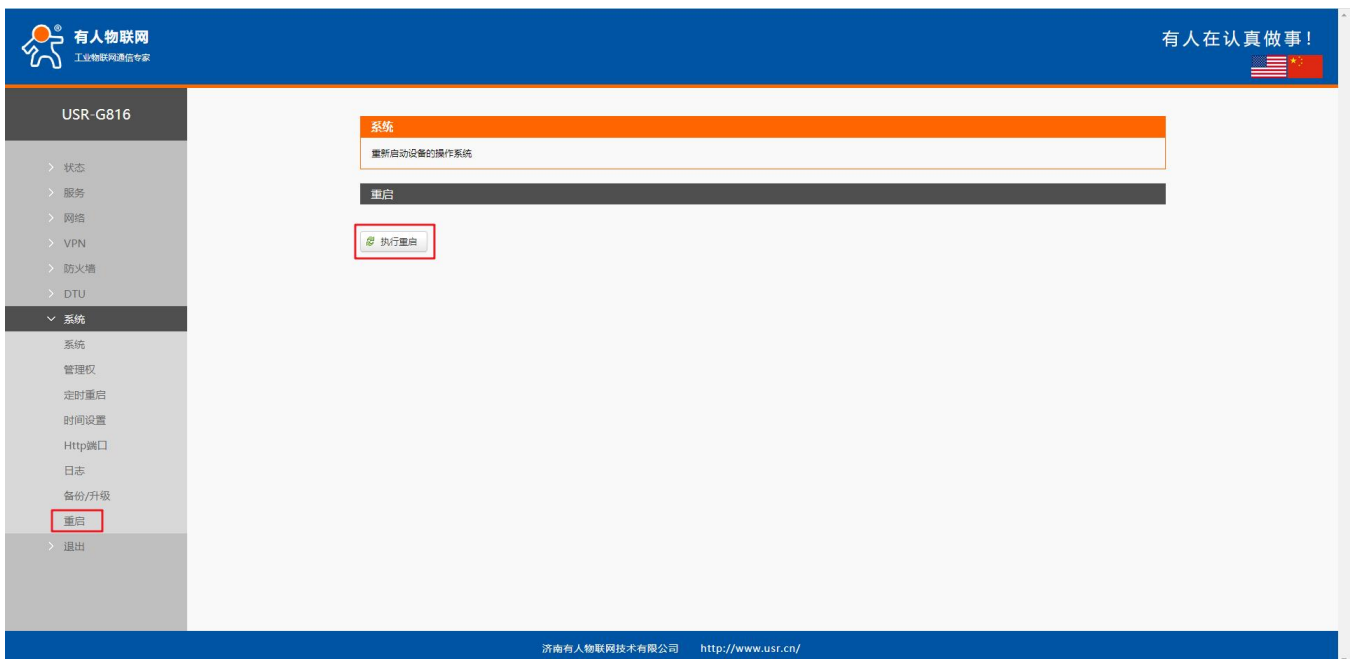 有人物联网
工业物联网通信专家
有人在认真做事！
USR-G816
状态
服务
网络
VPN
防火墙
DTU
系统
系统
管理权
定时重启
时间设置
Http端口
日志
备份/升级
重启
退出
系统
重新启动设备的操作系统
重启
执行重启
济南有人物联网技术有限公司 http://www.usr.cn/